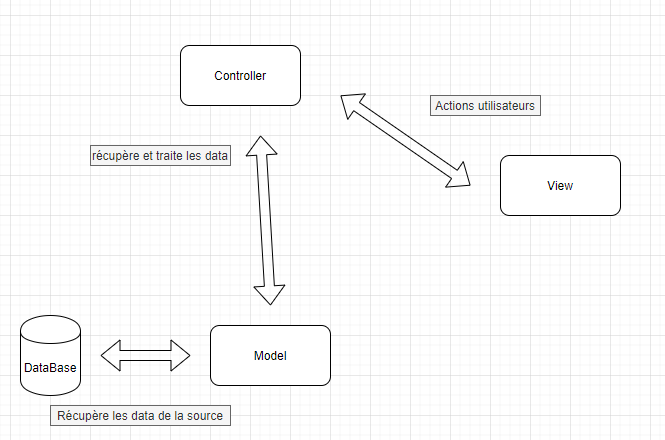 Controller
Actions utilisateurs
récupère et traite les data
View
Model
DataBase
Récupère les data de la source